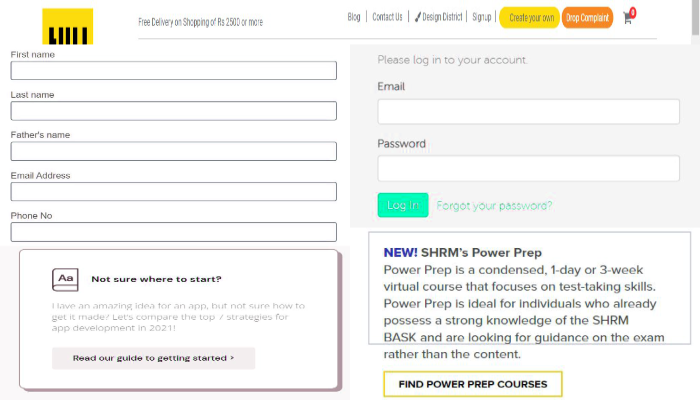 Free Delivery on Shopping of Rs 2500 or more
Blog | Contact Us | Design District | Signup | Create your own Drop Complaint 0
First name
Last name
Father's name
Email Address
Phone No
Aa Not sure where to start?
Have an amazing idea for an app, but not sure how to
get it made? Let's compare the top 7 strategies for
app development in 2021!
Read our guide to getting started >
Please log in to your account.
Email
Password
Log In Forgot your password?
NEW! SHRM's Power Prep
Power Prep is a condensed, 1-day or 3-week
virtual course that focuses on test-taking skills.
Power Prep is ideal for individuals who already
possess a strong knowledge of the SHRM
BASK and are looking for guidance on the exam
rather than the content.
FIND POWER PREP COURSES